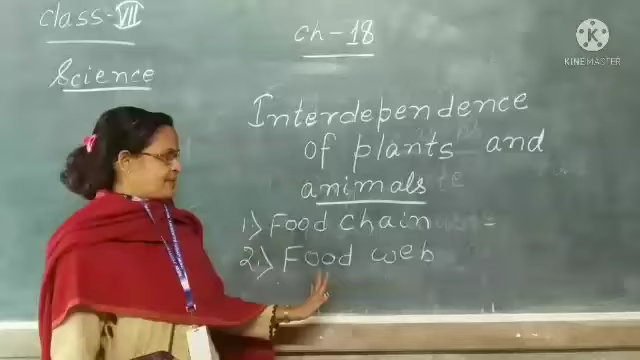 class-VII
ch-18
Science
Interdependence
of plants and
animals
1) Food Chain
2) Food web
KINEMASTER